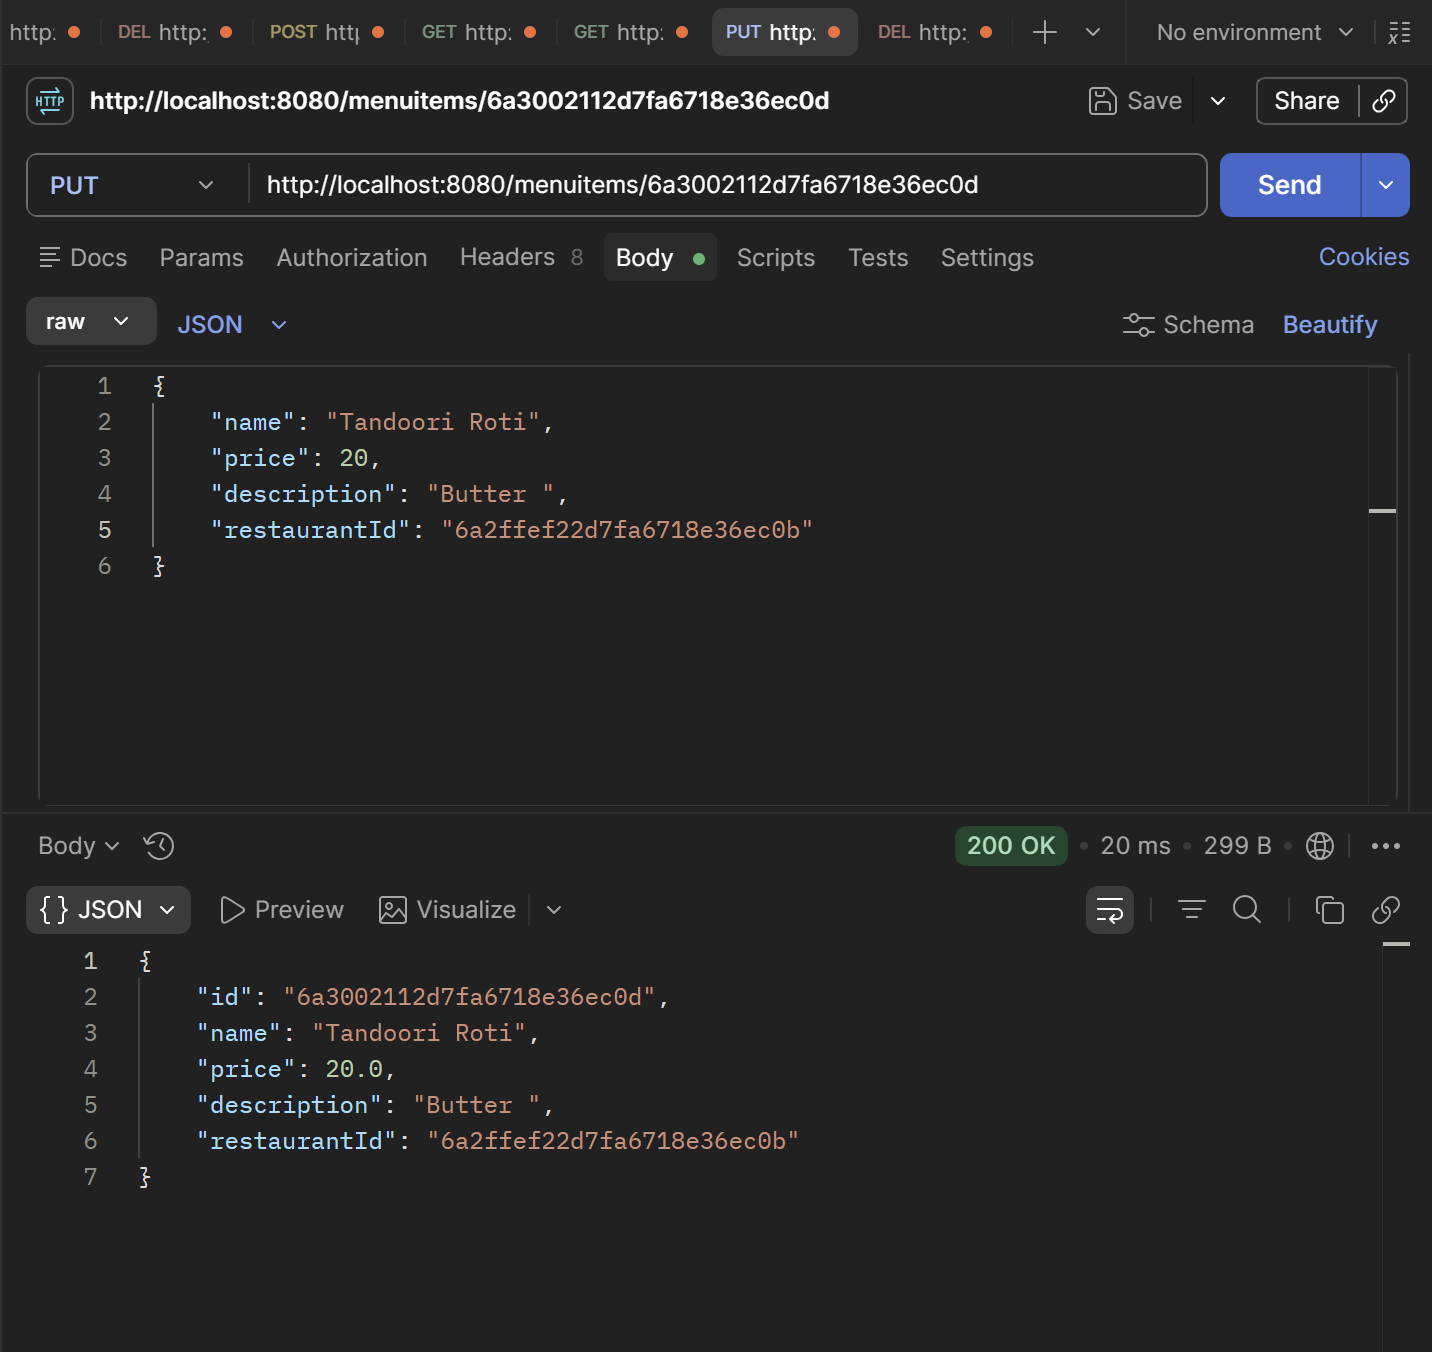 http: DEL http: POST http GET http: GET http: PUT http: DEL http: No environment
HTTP http://localhost:8080/menuitems/6a3002112d7fa6718e36ec0d Save Share
PUT http://localhost:8080/menuitems/6a3002112d7fa6718e36ec0d Send
Docs Params Authorization Headers 8 Body Scripts Tests Settings Cookies
raw JSON Schema Beautify
1 {
2 "name": "Tandoori Roti",
3 "price": 20,
4 "description": "Butter ",
5 "restaurantId": "6a2ffef22d7fa6718e36ec0b"
6 }
Body 200 OK • 20 ms • 299 B
{} JSON Preview Visualize
1 {
2 "id": "6a3002112d7fa6718e36ec0d",
3 "name": "Tandoori Roti",
4 "price": 20.0,
5 "description": "Butter ",
6 "restaurantId": "6a2ffef22d7fa6718e36ec0b"
7 }